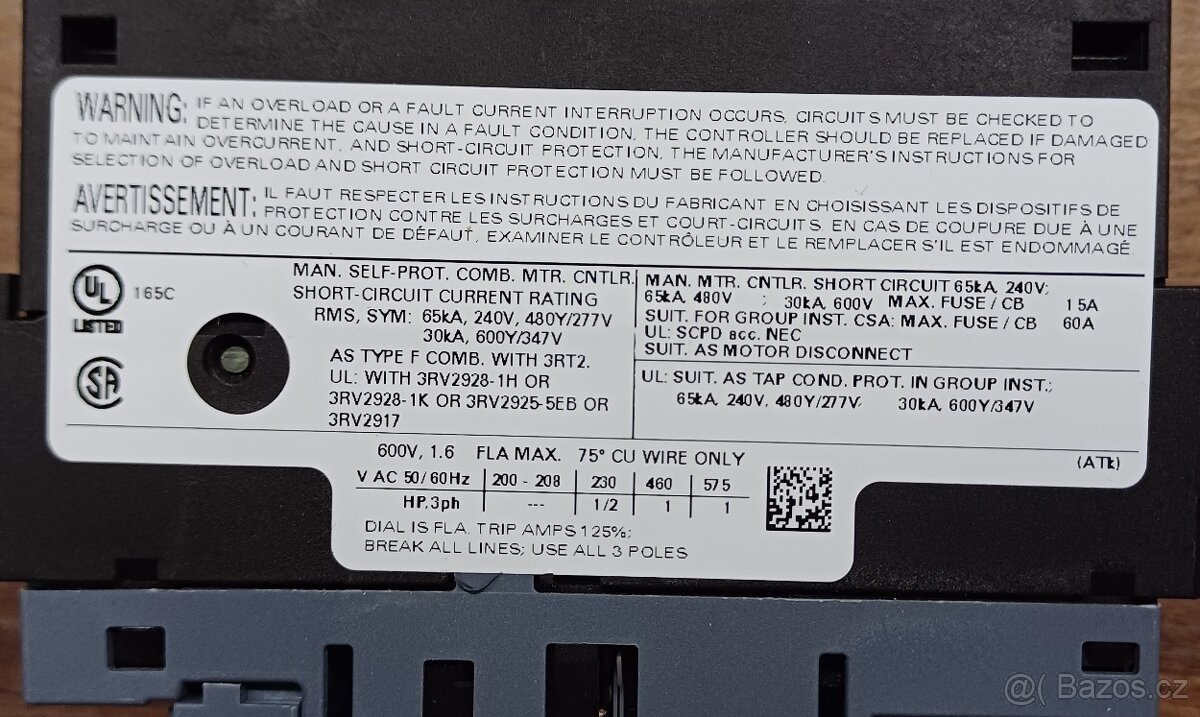 WARNING: IF AN OVERLOAD OR A FAULT CURRENT INTERRUPTION OCCURS, CIRCUITS MUST BE CHECKED TO
DETERMINE THE CAUSE IN A FAULT CONDITION, THE CONTROLLER SHOULD BE REPLACED IF DAMAGED
TO MAINTAIN OVERCURRENT, AND SHORT-CIRCUIT PROTECTION, THE MANUFACTURER'S INSTRUCTIONS FOR
SELECTION OF OVERLOAD AND SHORT CIRCUIT PROTECTION MUST BE FOLLOWED.
AVERTISSEMENT: IL FAUT RESPECTER LES INSTRUCTIONS DU FABRICANT EN CHOISISSANT LES DISPOSITIFS DE
PROTECTION CONTRE LES SURCHARGES ET COURT-CIRCUITS. EN CAS DE COUPURE DUE À UNE
SURCHARGE OU À UN COURANT DE DÉFAUT, EXAMINER LE CONTRÔLEUR ET LE REMPLACER S'IL EST ENDOMMAGÉ.
UL
LISTED
165C
SA
MAN. SELF-PROT. COMB. MTR. CNTLR.
SHORT-CIRCUIT CURRENT RATING
RMS, SYM: 65kA, 240V, 480Y/277V
30kA, 600Y/347V
AS TYPE F COMB. WITH 3RT2.
UL: WITH 3RV2928-1H OR
3RV2928-1K OR 3RV2925-5EB OR
3RV2917
MAN. MTR. CNTLR. SHORT CIRCUIT 65kA, 240V;
65kA, 480V ; 30kA, 600V MAX. FUSE / CB 15A
SUIT. FOR GROUP INST. CSA: MAX. FUSE / CB 60A
UL: SCPD acc. NEC
SUIT. AS MOTOR DISCONNECT
UL: SUIT. AS TAP COND. PROT. IN GROUP INST.;
65kA, 240V, 480Y/277V, 30kA, 600Y/347V
600V, 1.6 FLA MAX. 75° CU WIRE ONLY
(ATk)
V AC 50/60Hz 200 - 208 230 460 575
HP,3ph --- 1/2 1 1
DIAL IS FLA. TRIP AMPS 125%;
BREAK ALL LINES; USE ALL 3 POLES
@( Bazos.cz